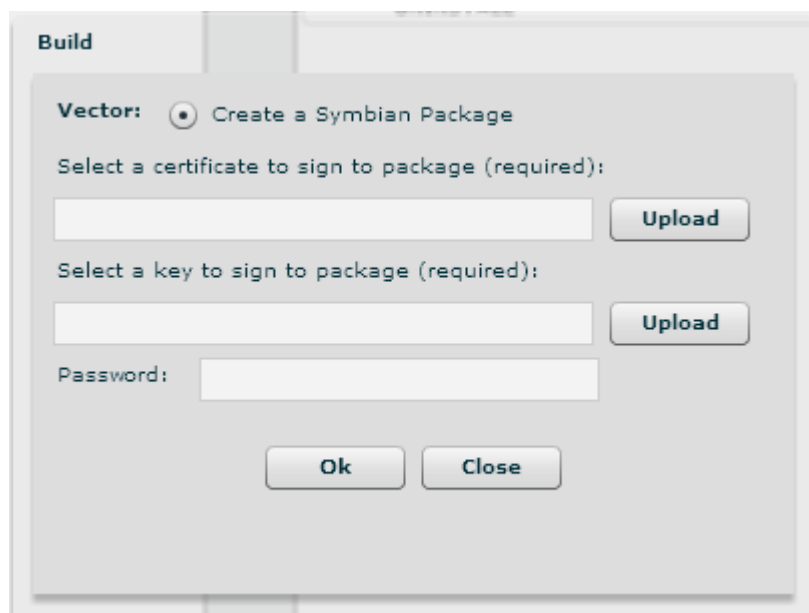 Build
Vector: Create a Symbian Package
Select a certificate to sign to package (required):
Upload
Select a key to sign to package (required):
Upload
Password:
Ok Close